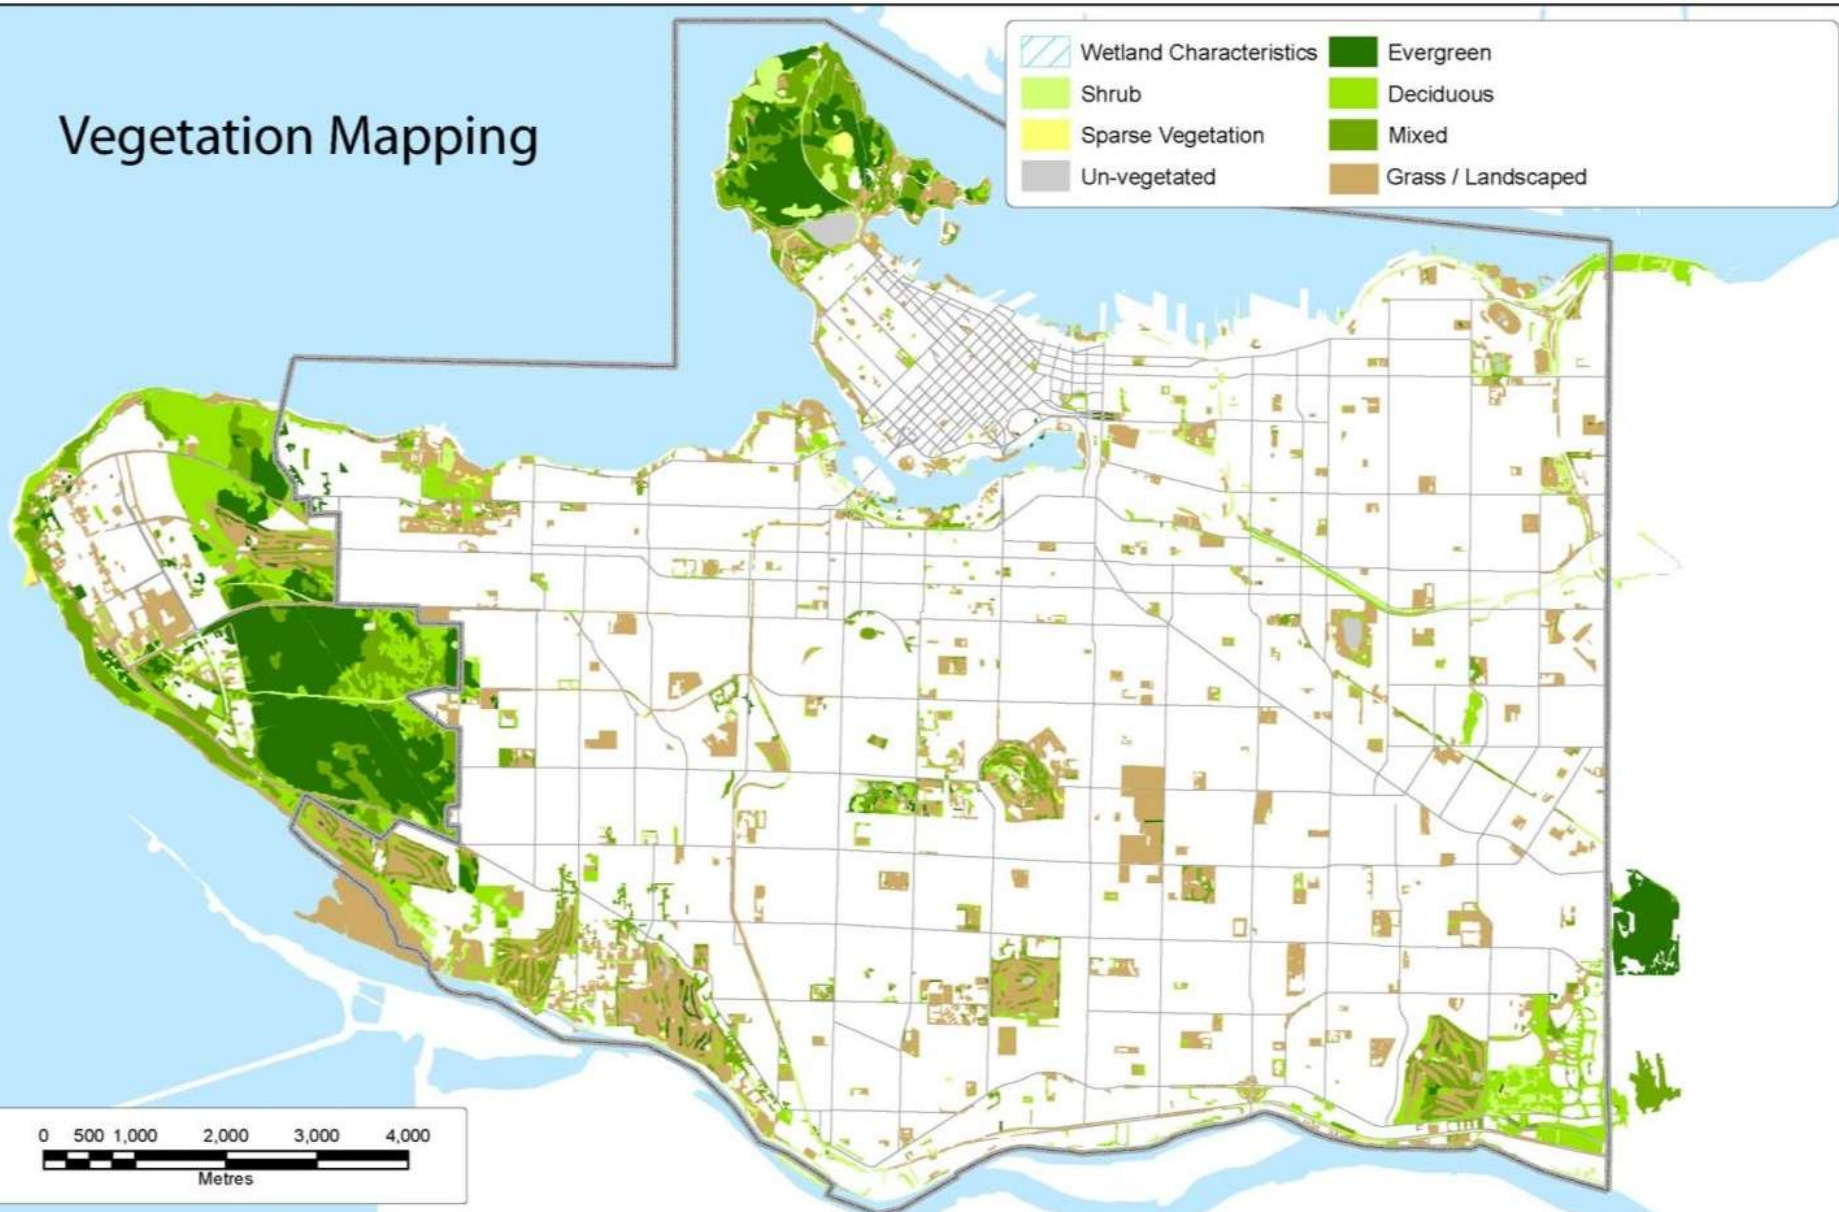 Vegetation Mapping
Wetland Characteristics
Shrub
Sparse Vegetation
Un-vegetated
Evergreen
Deciduous
Mixed
Grass / Landscaped
0 500 1,000 2,000 3,000 4,000
Metres